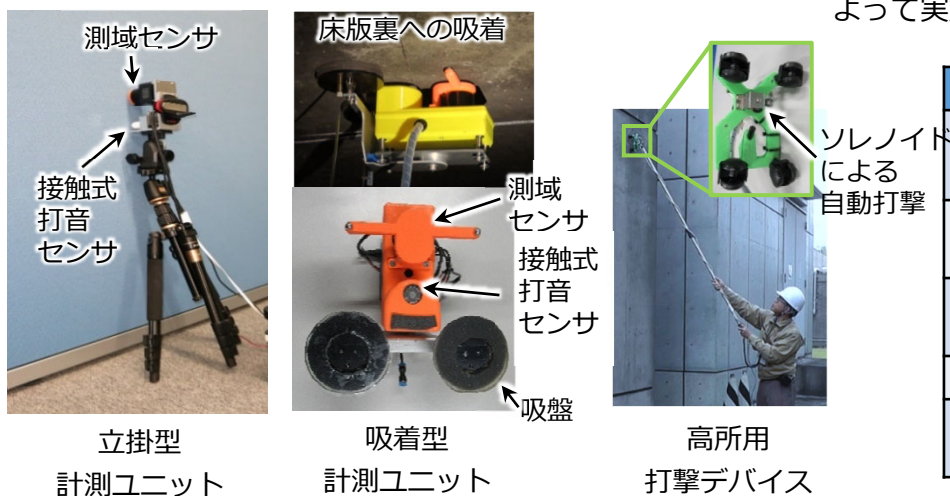 よって実
測域センサ
接触式
打音
センサ
床版裏への吸着
測域
センサ
接触式
打音
センサ
吸盤
ソレノイド
による
自動打撃
立掛型
計測ユニット
吸着型
計測ユニット
高所用
打撃デバイス